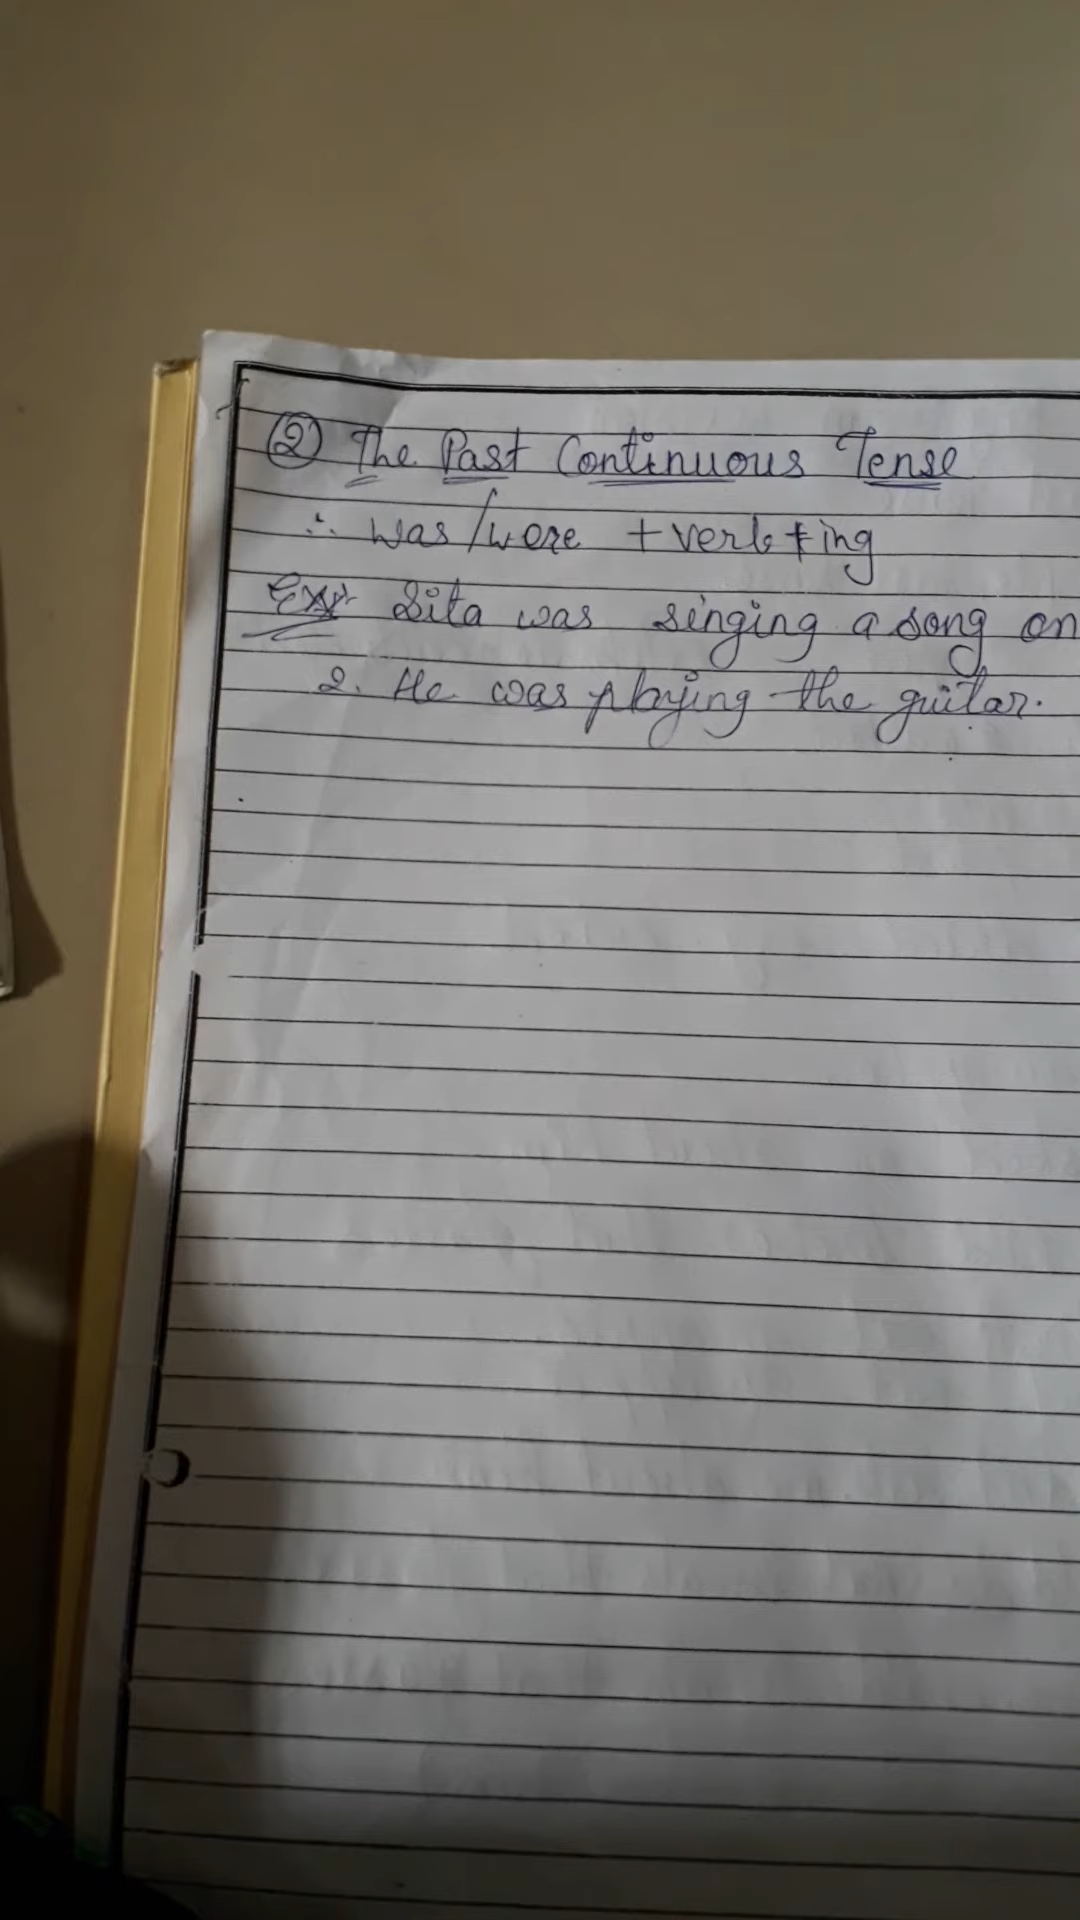 ② The Past Continuous Tense
∴ was/were + verb + ing
Ex:- Sita was singing a song on
2. He was playing the guitar.